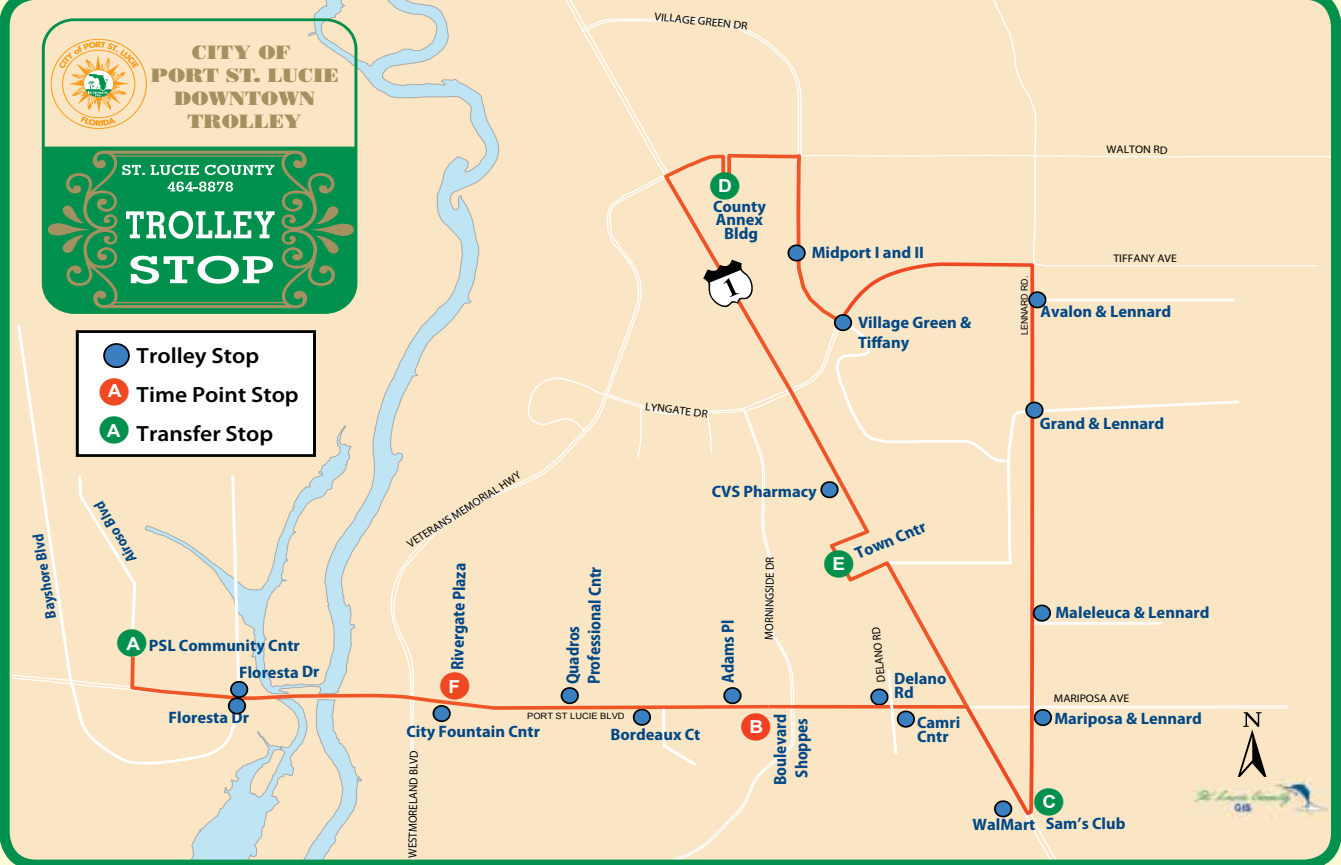 CITY of PORT ST. LUCIE
FLORIDA
CITY OF
PORT ST. LUCIE
DOWNTOWN
TROLLEY
ST. LUCIE COUNTY
464-8878
TROLLEY
STOP
Trolley Stop
A Time Point Stop
A Transfer Stop
VILLAGE GREEN DR
WALTON RD
D
County
Annex
Bldg
Midport I and II
TIFFANY AVE
1
LENNARD RD.
Avalon & Lennard
Village Green &
Tiffany
LYNGATE DR
Grand & Lennard
CVS Pharmacy
VETERANS MEMORIAL HWY
Airoso Blvd
Bayshore Blvd
E
Town Cntr
MORNINGSIDE DR
Maleleuca & Lennard
A
PSL Community Cntr
Floresta Dr
Floresta Dr
F
Rivergate Plaza
City Fountain Cntr
WESTMORELAND BLVD
Quadros
Professional Cntr
PORT ST LUCIE BLVD
Bordeaux Ct
Adams Pl
B
Boulevard
Shoppes
DELANO RD
Delano
Rd
Camri
Cntr
MARIPOSA AVE
Mariposa & Lennard
N
WalMart
C
Sam's Club
St. Lucie County
GIS